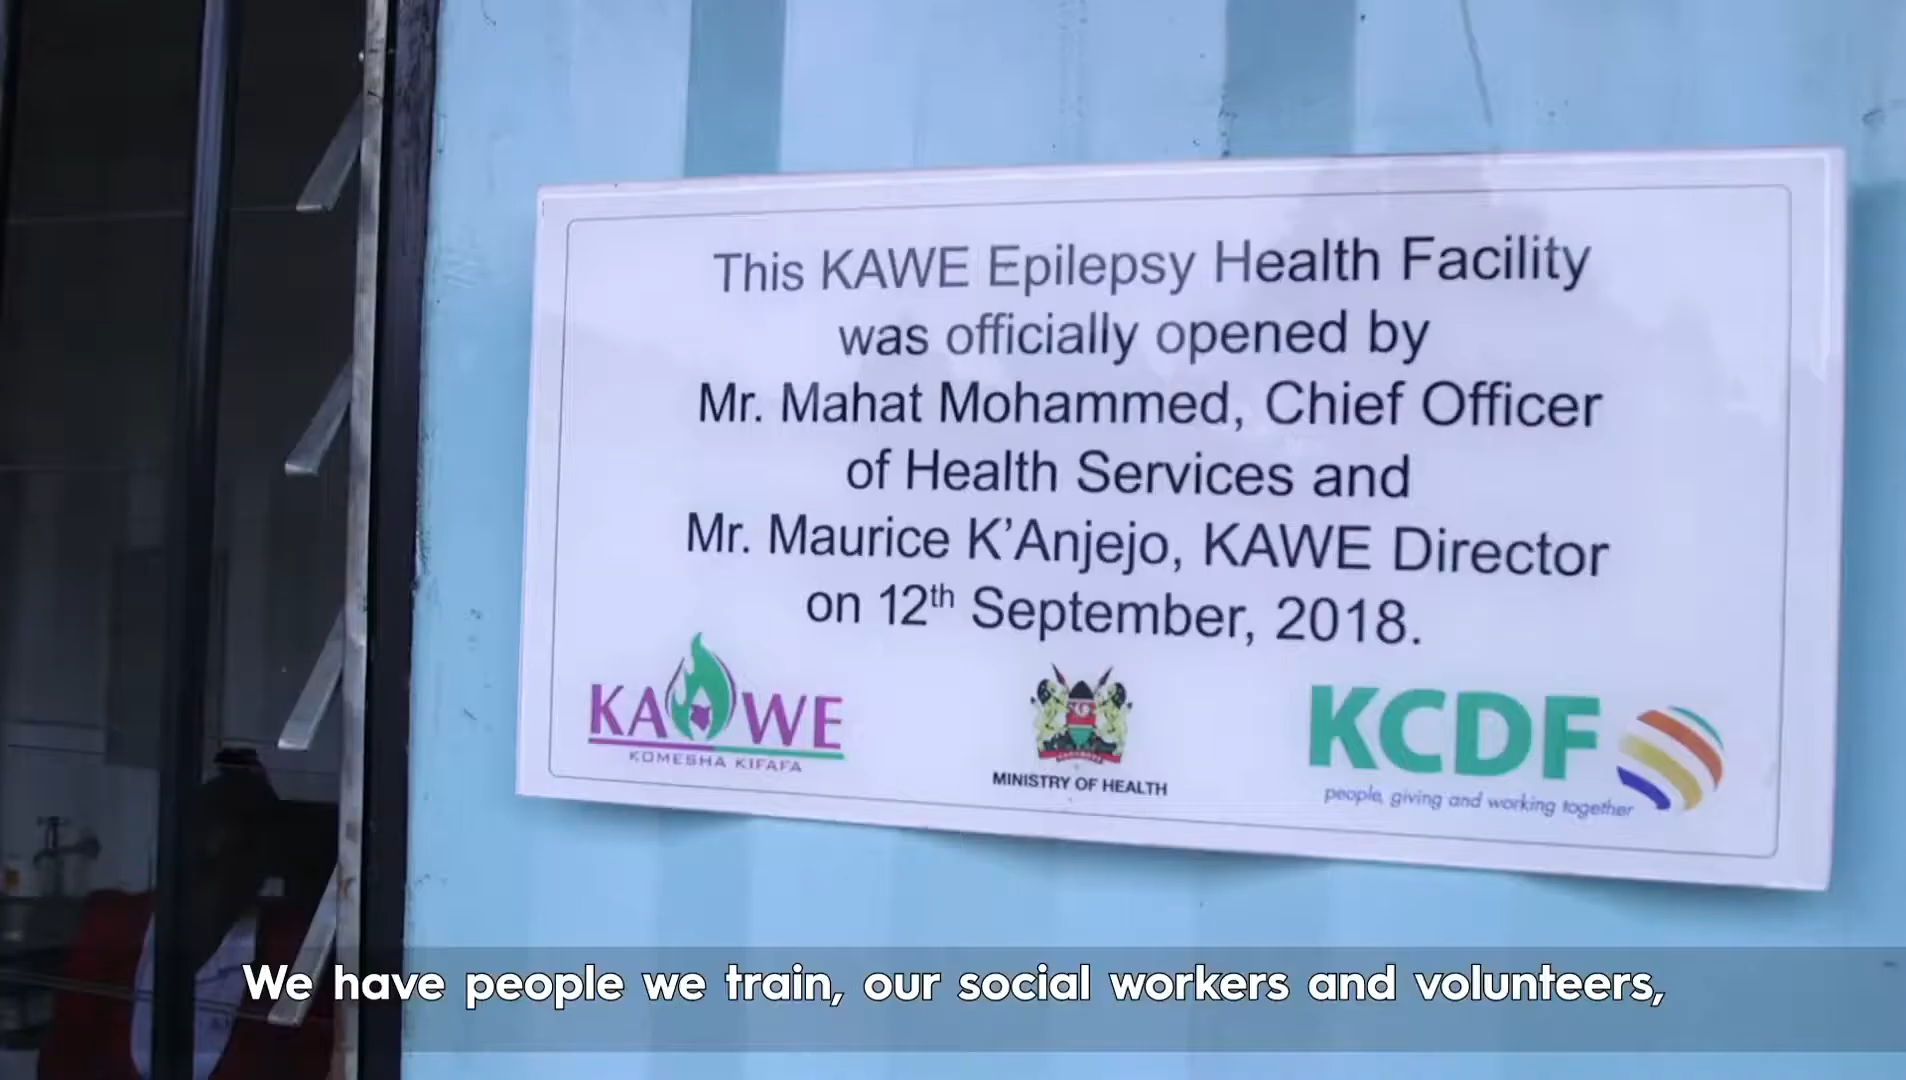 This KAWE Epilepsy Health Facility
was officially opened by
Mr. Mahat Mohammed, Chief Officer
of Health Services and
Mr. Maurice K'Anjejo, KAWE Director
on 12th September, 2018.
KAWE
KOMESHA KIFAFA
MINISTRY OF HEALTH
KCDF
people, giving and working together
We have people we train, our social workers and volunteers,